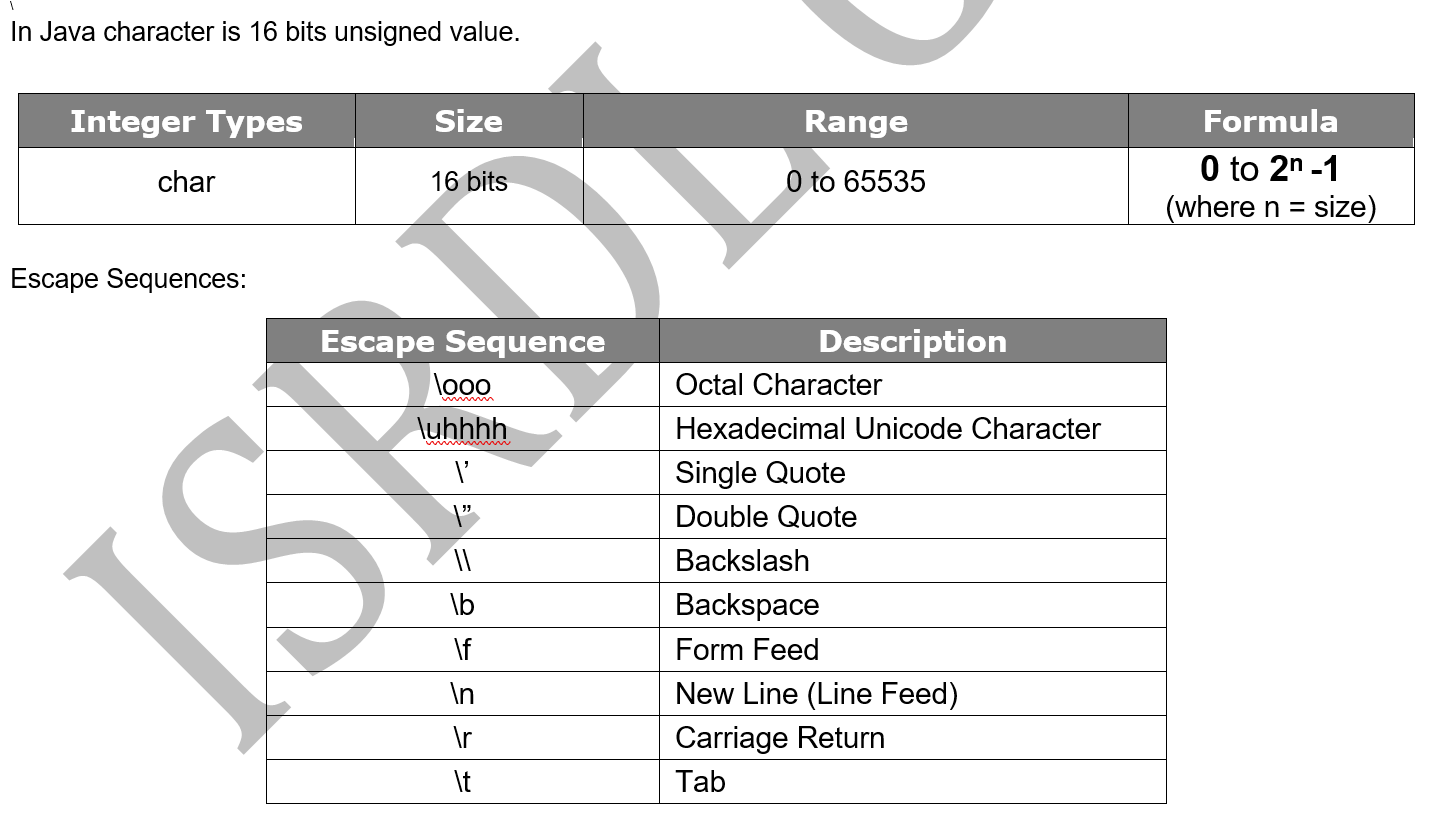 \
In Java character is 16 bits unsigned value.
Integer Types Size Range Formula
char 16 bits 0 to 65535 0 to 2ⁿ -1
(where n = size)
Escape Sequences:
Escape Sequence Description
\ooo Octal Character
\uhhhh Hexadecimal Unicode Character
\’ Single Quote
\” Double Quote
\\ Backslash
\b Backspace
\f Form Feed
\n New Line (Line Feed)
\r Carriage Return
\t Tab
ISRDL